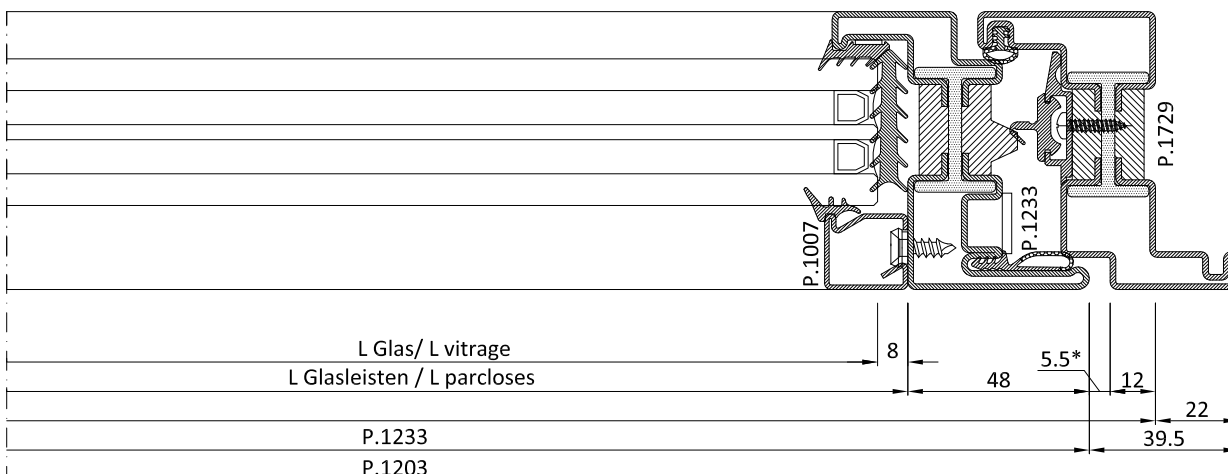 P.1729
P.1233
P.1007
L Glas/ L vitrage
8
5.5*
L Glasleisten / L parcloses
48
12
22
P.1233
39.5
P.1203